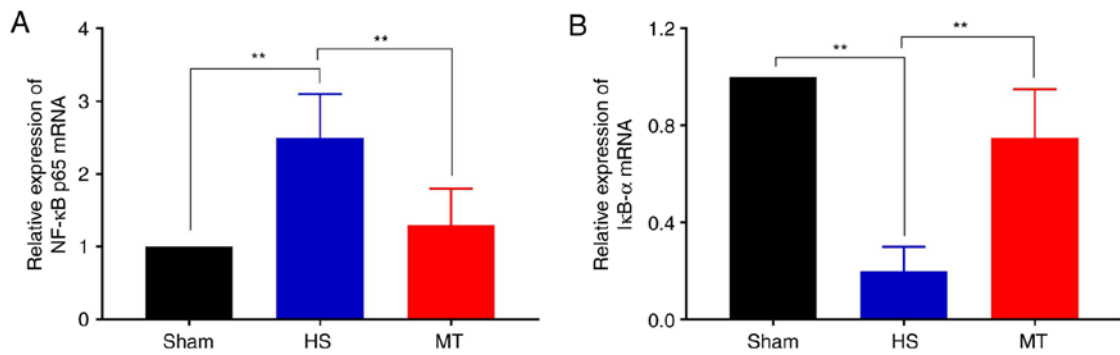 A
Relative expression of
NF-κB p65 mRNA
4
3
2
1
0
**
**
Sham
HS
MT
B
Relative expression of
IκB-α mRNA
1.2
0.8
0.4
0.0
**
**
Sham
HS
MT